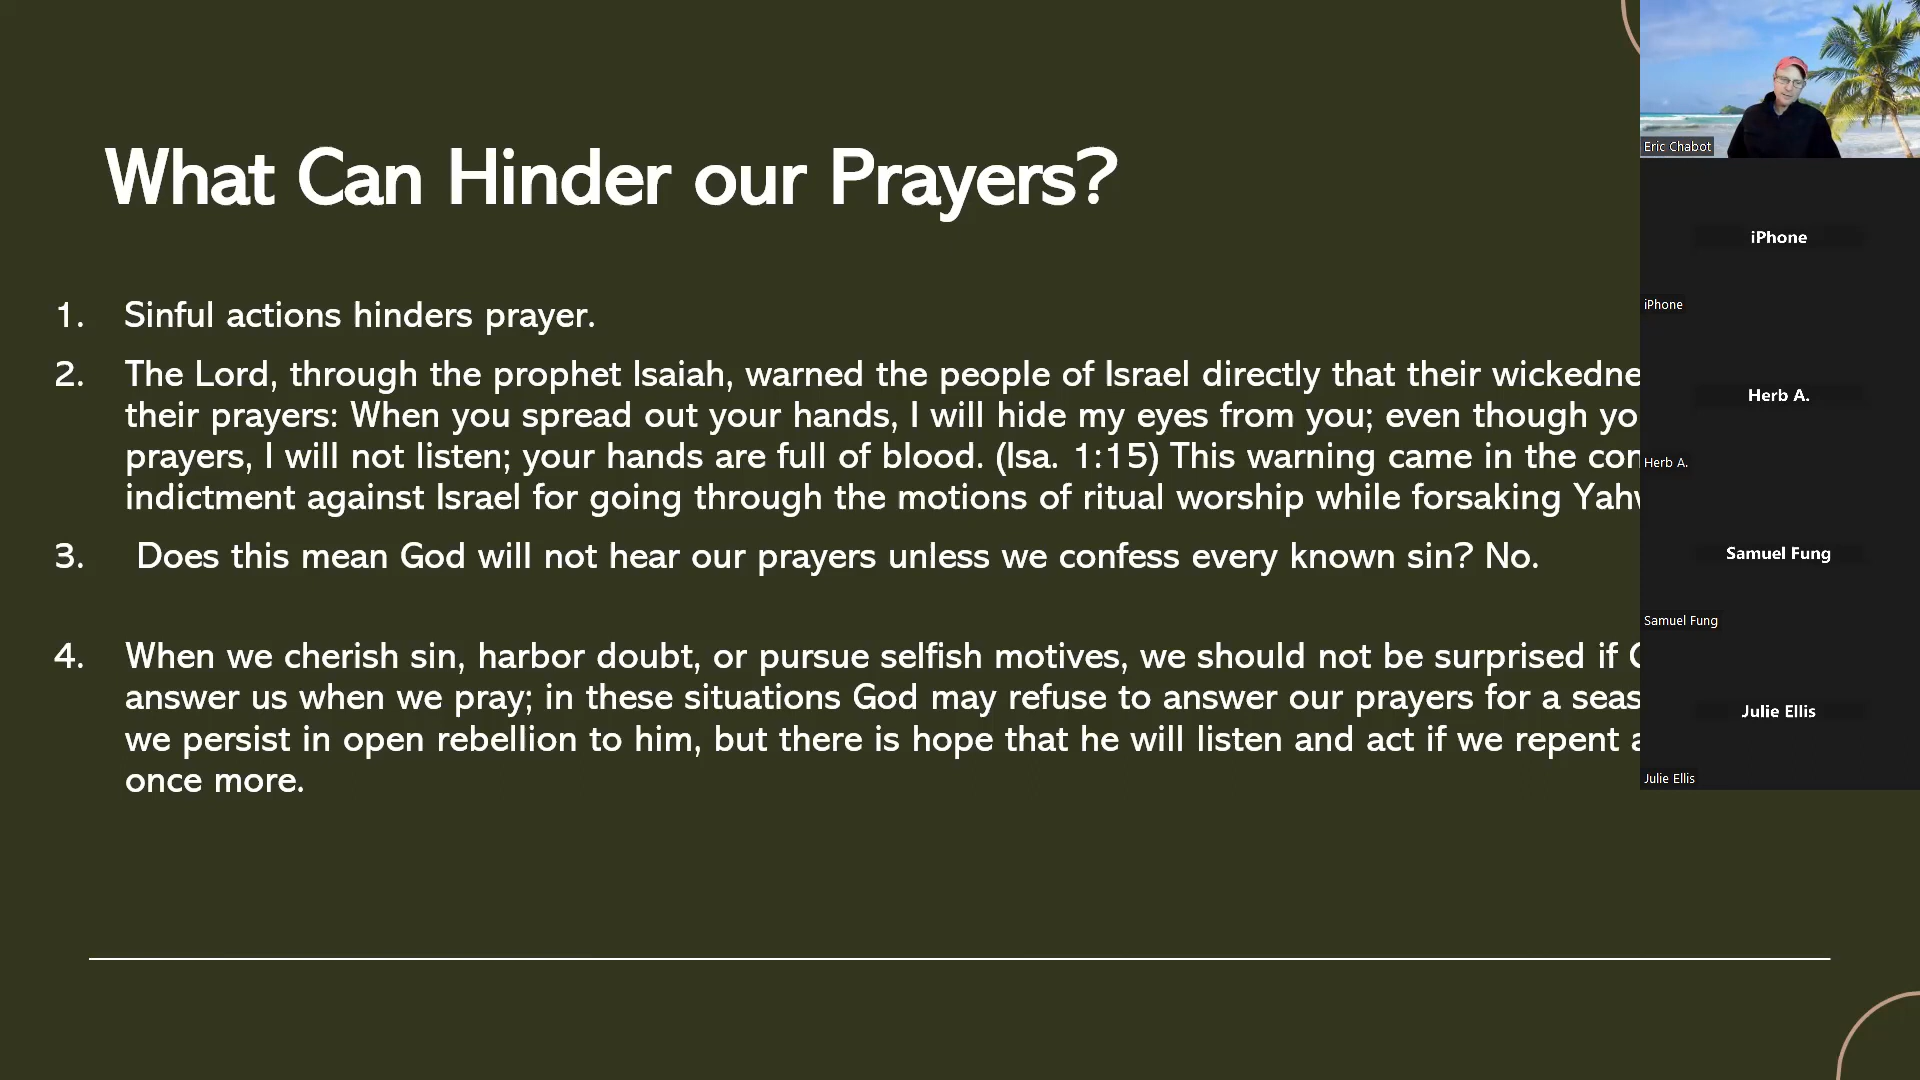 What Can Hinder our Prayers?
1. Sinful actions hinders prayer.
2. The Lord, through the prophet Isaiah, warned the people of Israel directly that their
their prayers: When you spread out your hands, I will hide my eyes from you; even though
prayers, I will not listen; your hands are full of blood. (Isa. 1:15) This warning came in the
indictment against Israel for going through the motions of ritual worship while forsaking
3. Does this mean God will not hear our prayers unless we confess every known sin? No.
4. When we cherish sin, harbor doubt, or pursue selfish motives, we should not be surprised if
answer us when we pray; in these situations God may refuse to answer our prayers for a
we persist in open rebellion to him, but there is hope that he will listen and act if we repent
once more.
Eric Chabot
iPhone
iPhone
Herb A.
Herb A.
Samuel Fung
Samuel Fung
Julie Ellis
Julie Ellis